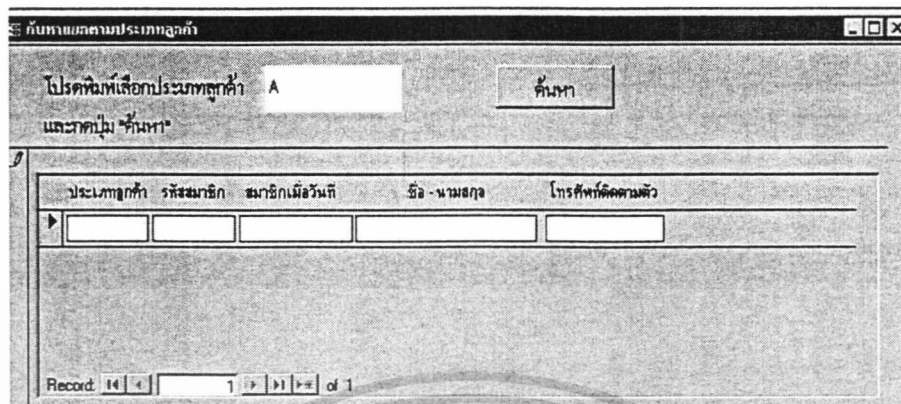 ค้นหาแยกตามประเภทลูกค้า
โปรดพิมพ์เลือกประเภทลูกค้า A ค้นหา
และกดปุ่ม "ค้นหา"
ประเภทลูกค้า รหัสสมาชิก สมาชิกเมื่อวันที่ ชื่อ - นามสกุล โทรศัพท์ติดตามตัว
Record: 1 of 1